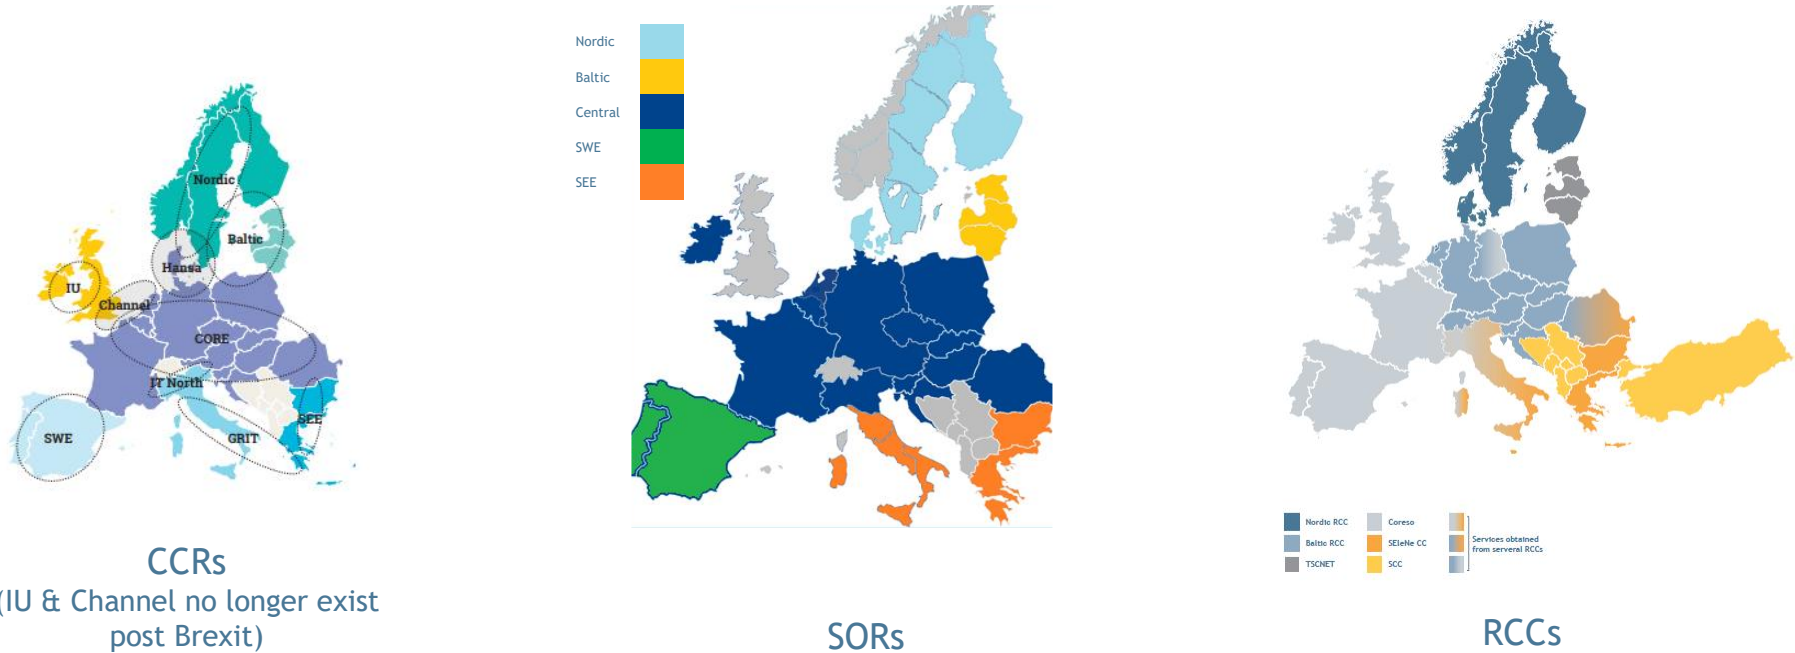 Nordic
Baltic
Hansa
IU
Channel
CORE
IT North
SEE
SWE
GRIT
CCRs
(IU & Channel no longer exist
post Brexit)
Nordic
Baltic
Central
SWE
SEE
SORs
Nordic RCC
Coreso
Baltic RCC
SEleNe CC
TSCNET
SCC
Services obtained
from serveral RCCs
RCCs